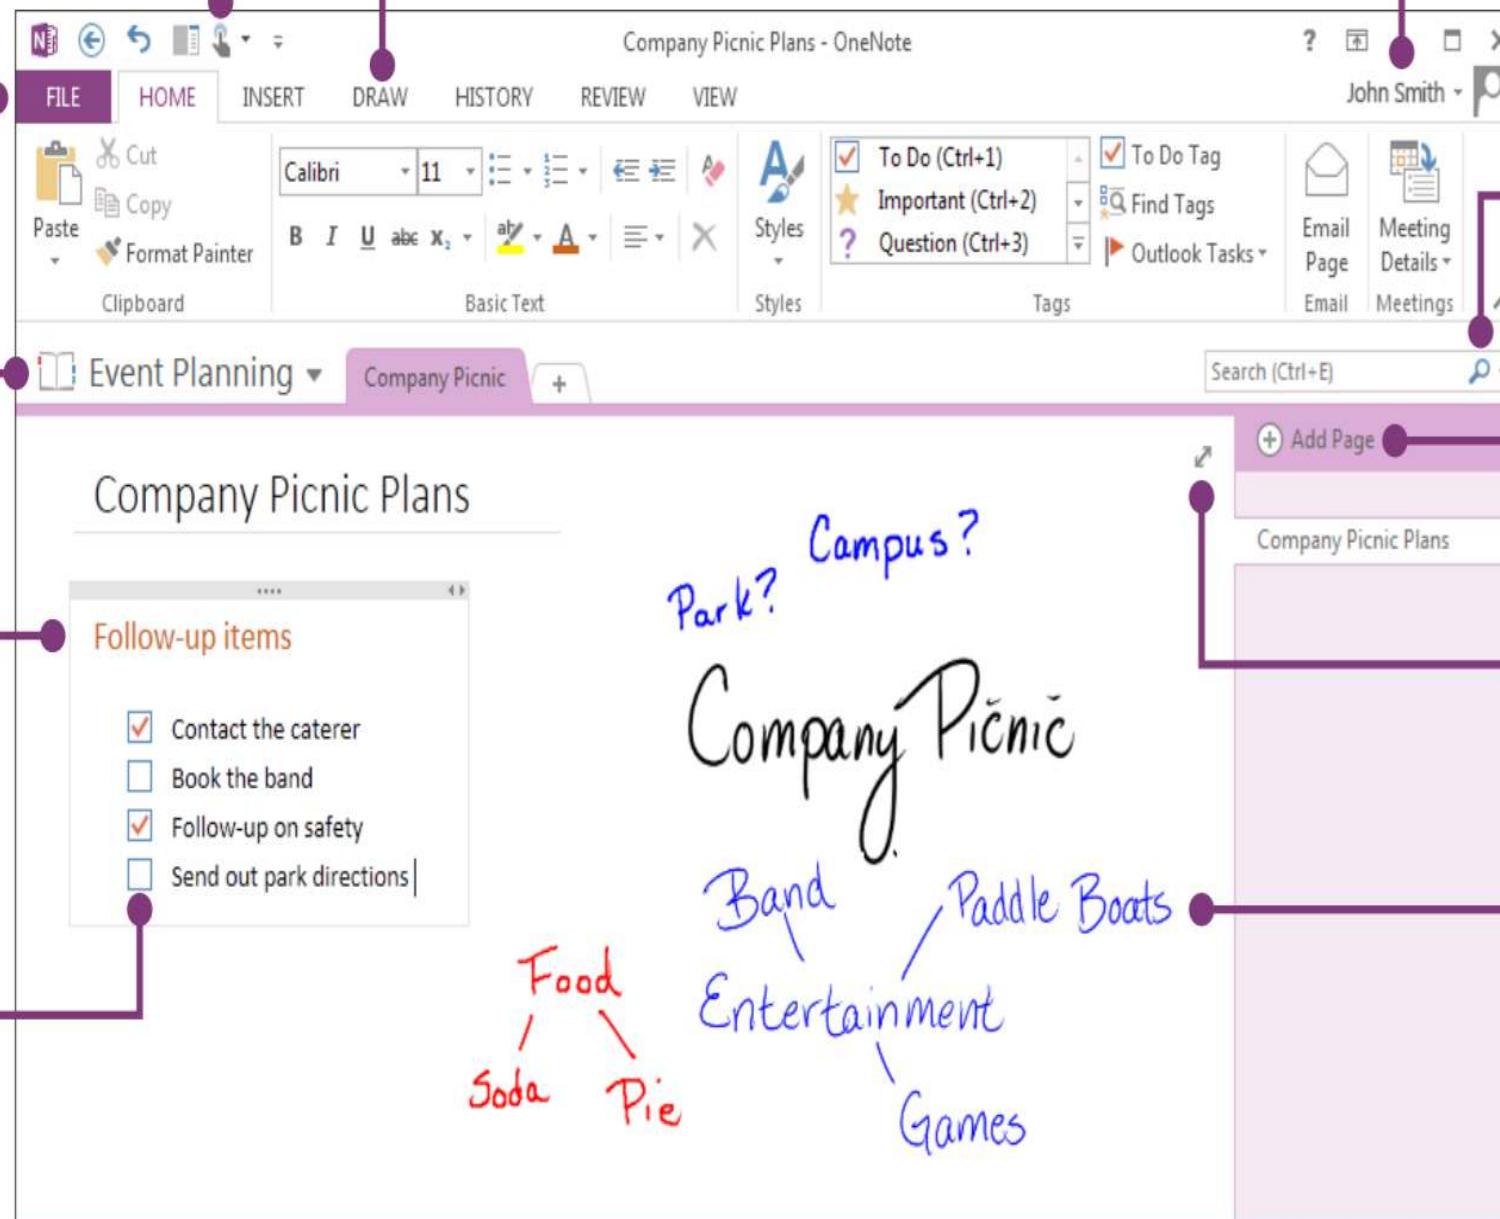 Company Picnic Plans - OneNote
?
John Smith
FILE HOME INSERT DRAW HISTORY REVIEW VIEW
Paste
Cut
Copy
Format Painter
Clipboard
Calibri 11
B I U abc X₂ ab A
Basic Text
A
Styles
Styles
To Do (Ctrl+1)
Important (Ctrl+2)
? Question (Ctrl+3)
To Do Tag
Find Tags
Outlook Tasks
Tags
Email Page
Email
Meeting Details
Meetings
Event Planning
Company Picnic
+
Search (Ctrl+E)
Add Page
Company Picnic Plans
Company Picnic Plans
Follow-up items
Contact the caterer
Book the band
Follow-up on safety
Send out park directions
Campus?
Park?
Company Picnic
Band
Paddle Boats
Entertainment
Games
Food
Soda
Pie